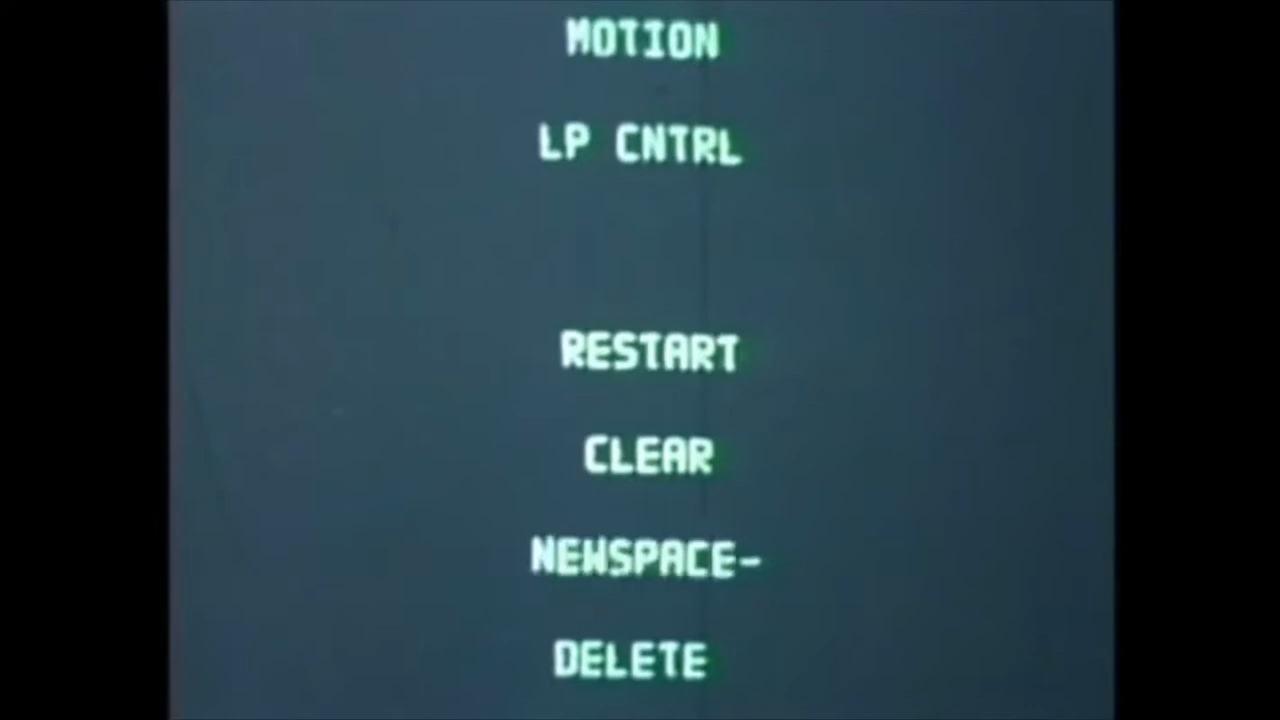 MOTION
LP CNTRL
RESTART
CLEAR
NEWSPACE-
DELETE